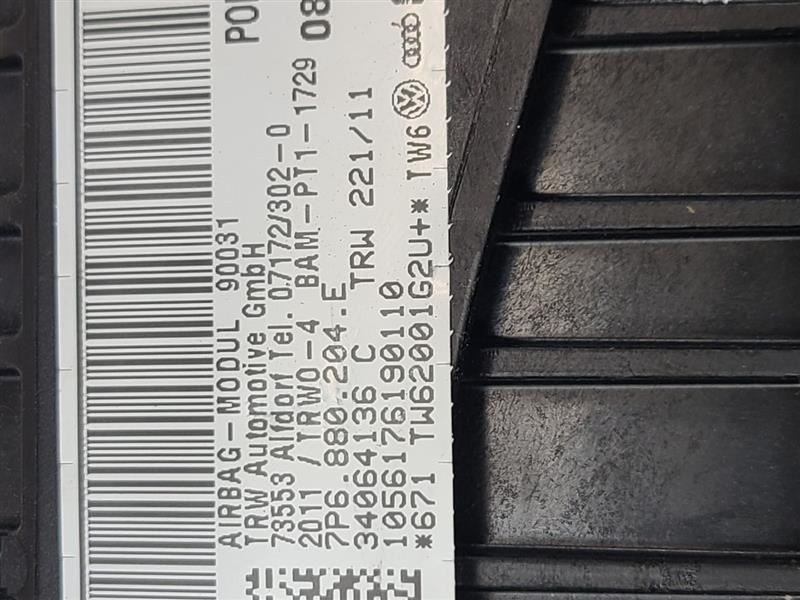 AIRBAG-MODUL 90031
TRW Automotive GmbH
73553 Alfdorf Tel. 07172/302-0
2011 /TRWO-4 BAM-PT1-1729
7P6.880.204.E
34064136 C TRW 221/11
1056176190110
*671 TW62001G2U+* TW6